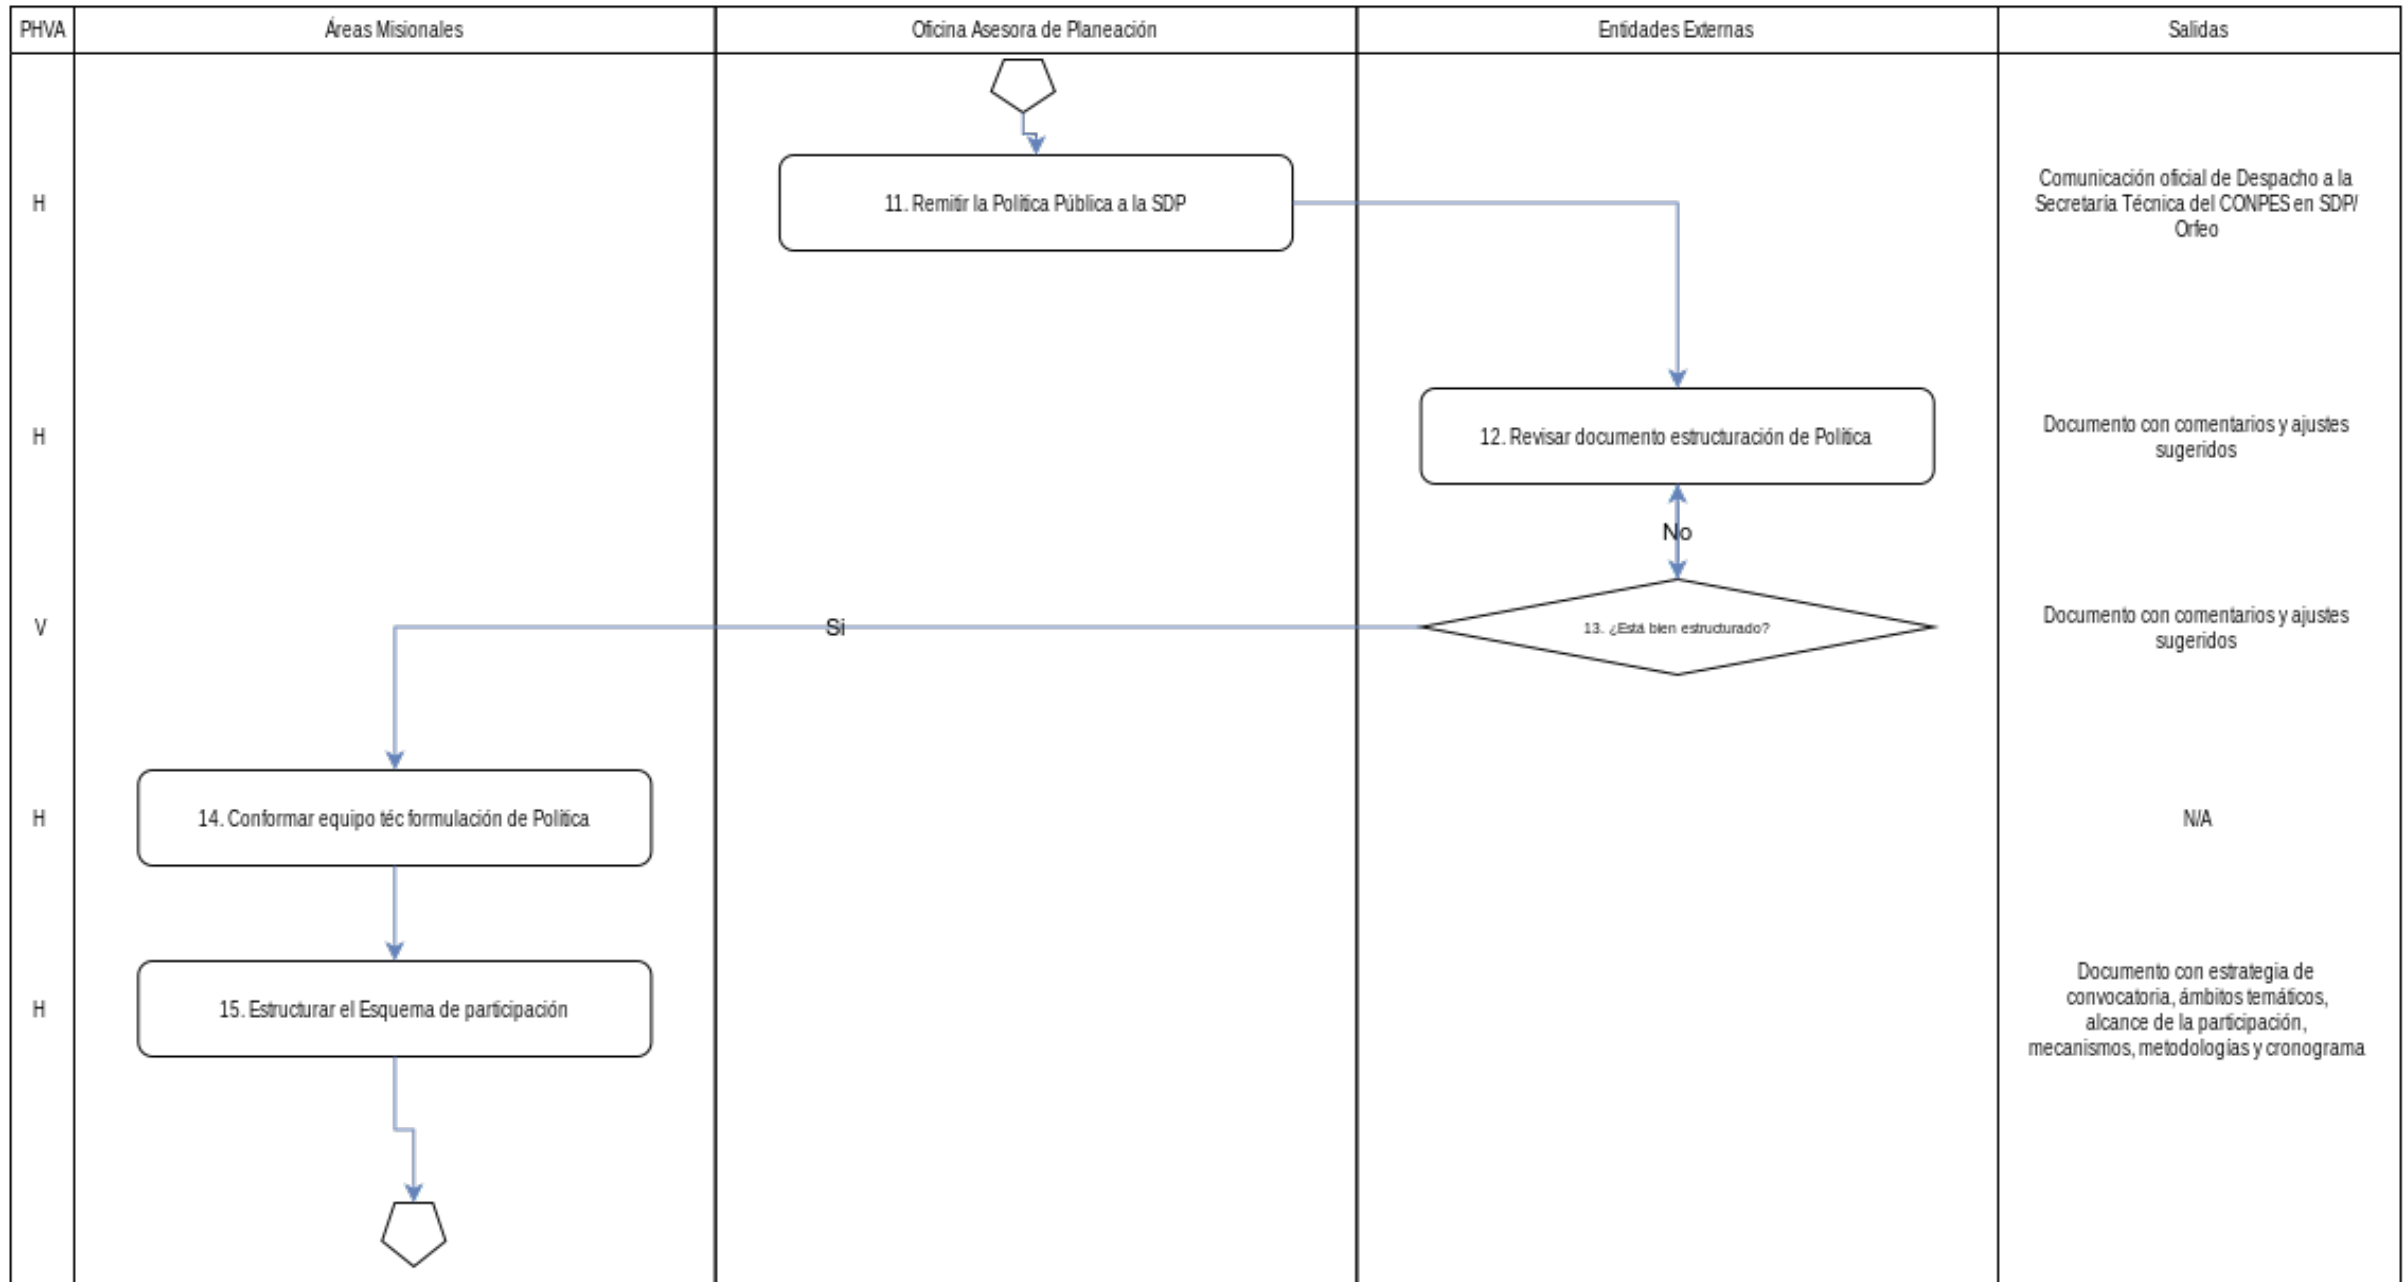 PHVA
Áreas Misionales
Oficina Asesora de Planeación
Entidades Externas
Salidas
H
11. Remitir la Política Pública a la SDP
Comunicación oficial de Despacho a la
Secretaría Técnica del CONPES en SDP/
Orfeo
H
12. Revisar documento estructuración de Política
Documento con comentarios y ajustes
sugeridos
No
V
Si
13. ¿Está bien estructurado?
Documento con comentarios y ajustes
sugeridos
H
14. Conformar equipo téc formulación de Política
N/A
H
15. Estructurar el Esquema de participación
Documento con estrategia de
convocatoria, ámbitos temáticos,
alcance de la participación,
mecanismos, metodologías y cronograma